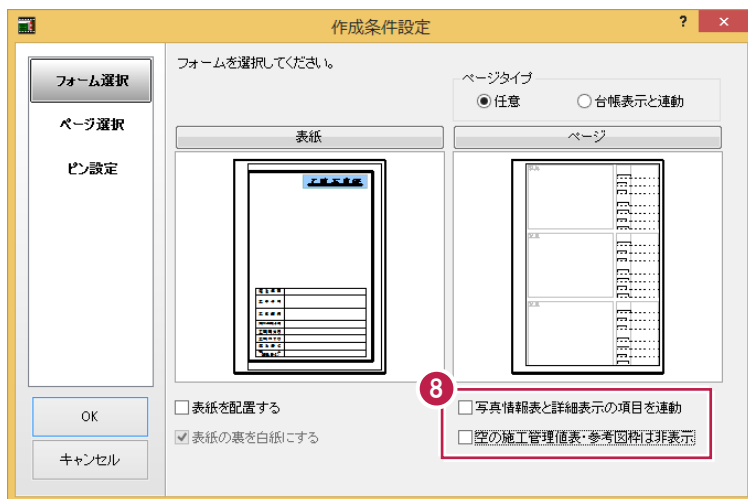 作成条件設定
?
×
フォーム選択
ページ選択
ピン設定
OK
キャンセル
フォームを選択してください。
ページタイプ
任意
台帳表示と連動
表紙
ページ
表紙を配置する
表紙の裏を白紙にする
8
写真情報表と詳細表示の項目を連動
空の施工管理値表・参考図枠は非表示